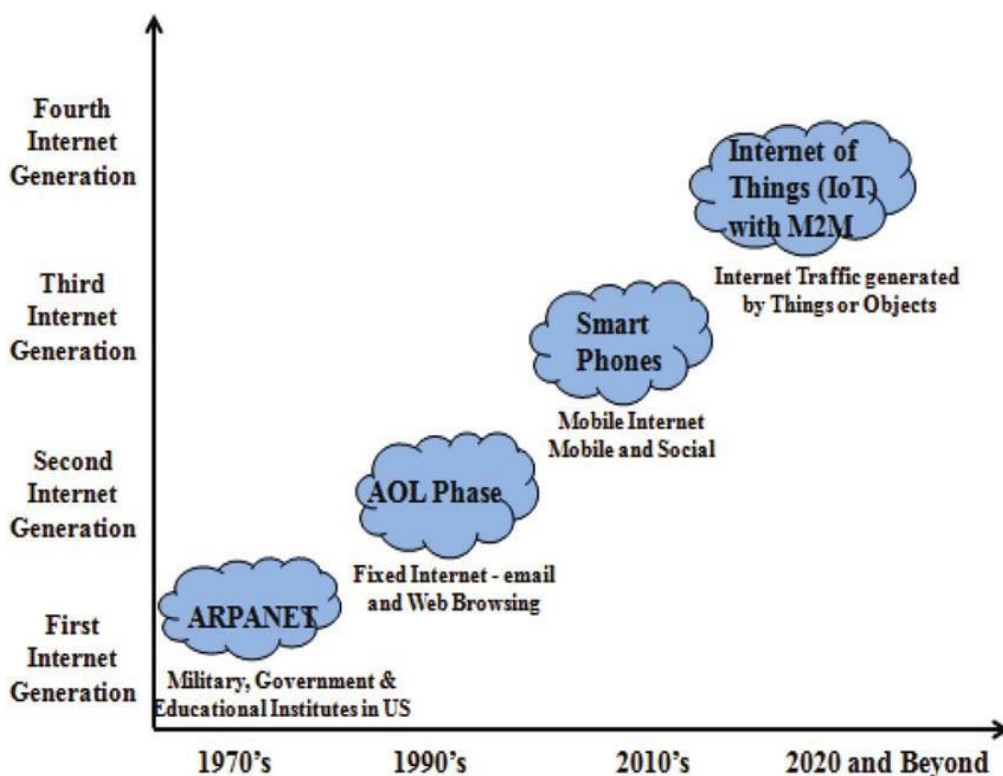 Fourth
Internet
Generation
Internet of
Things (IoT)
with M2M
Internet Traffic generated
by Things or Objects
Third
Internet
Generation
Smart
Phones
Mobile Internet
Mobile and Social
Second
Internet
Generation
AOL Phase
Fixed Internet - email
and Web Browsing
First
Internet
Generation
ARPANET
Military, Government &
Educational Institutes in US
1970's
1990's
2010's
2020 and Beyond